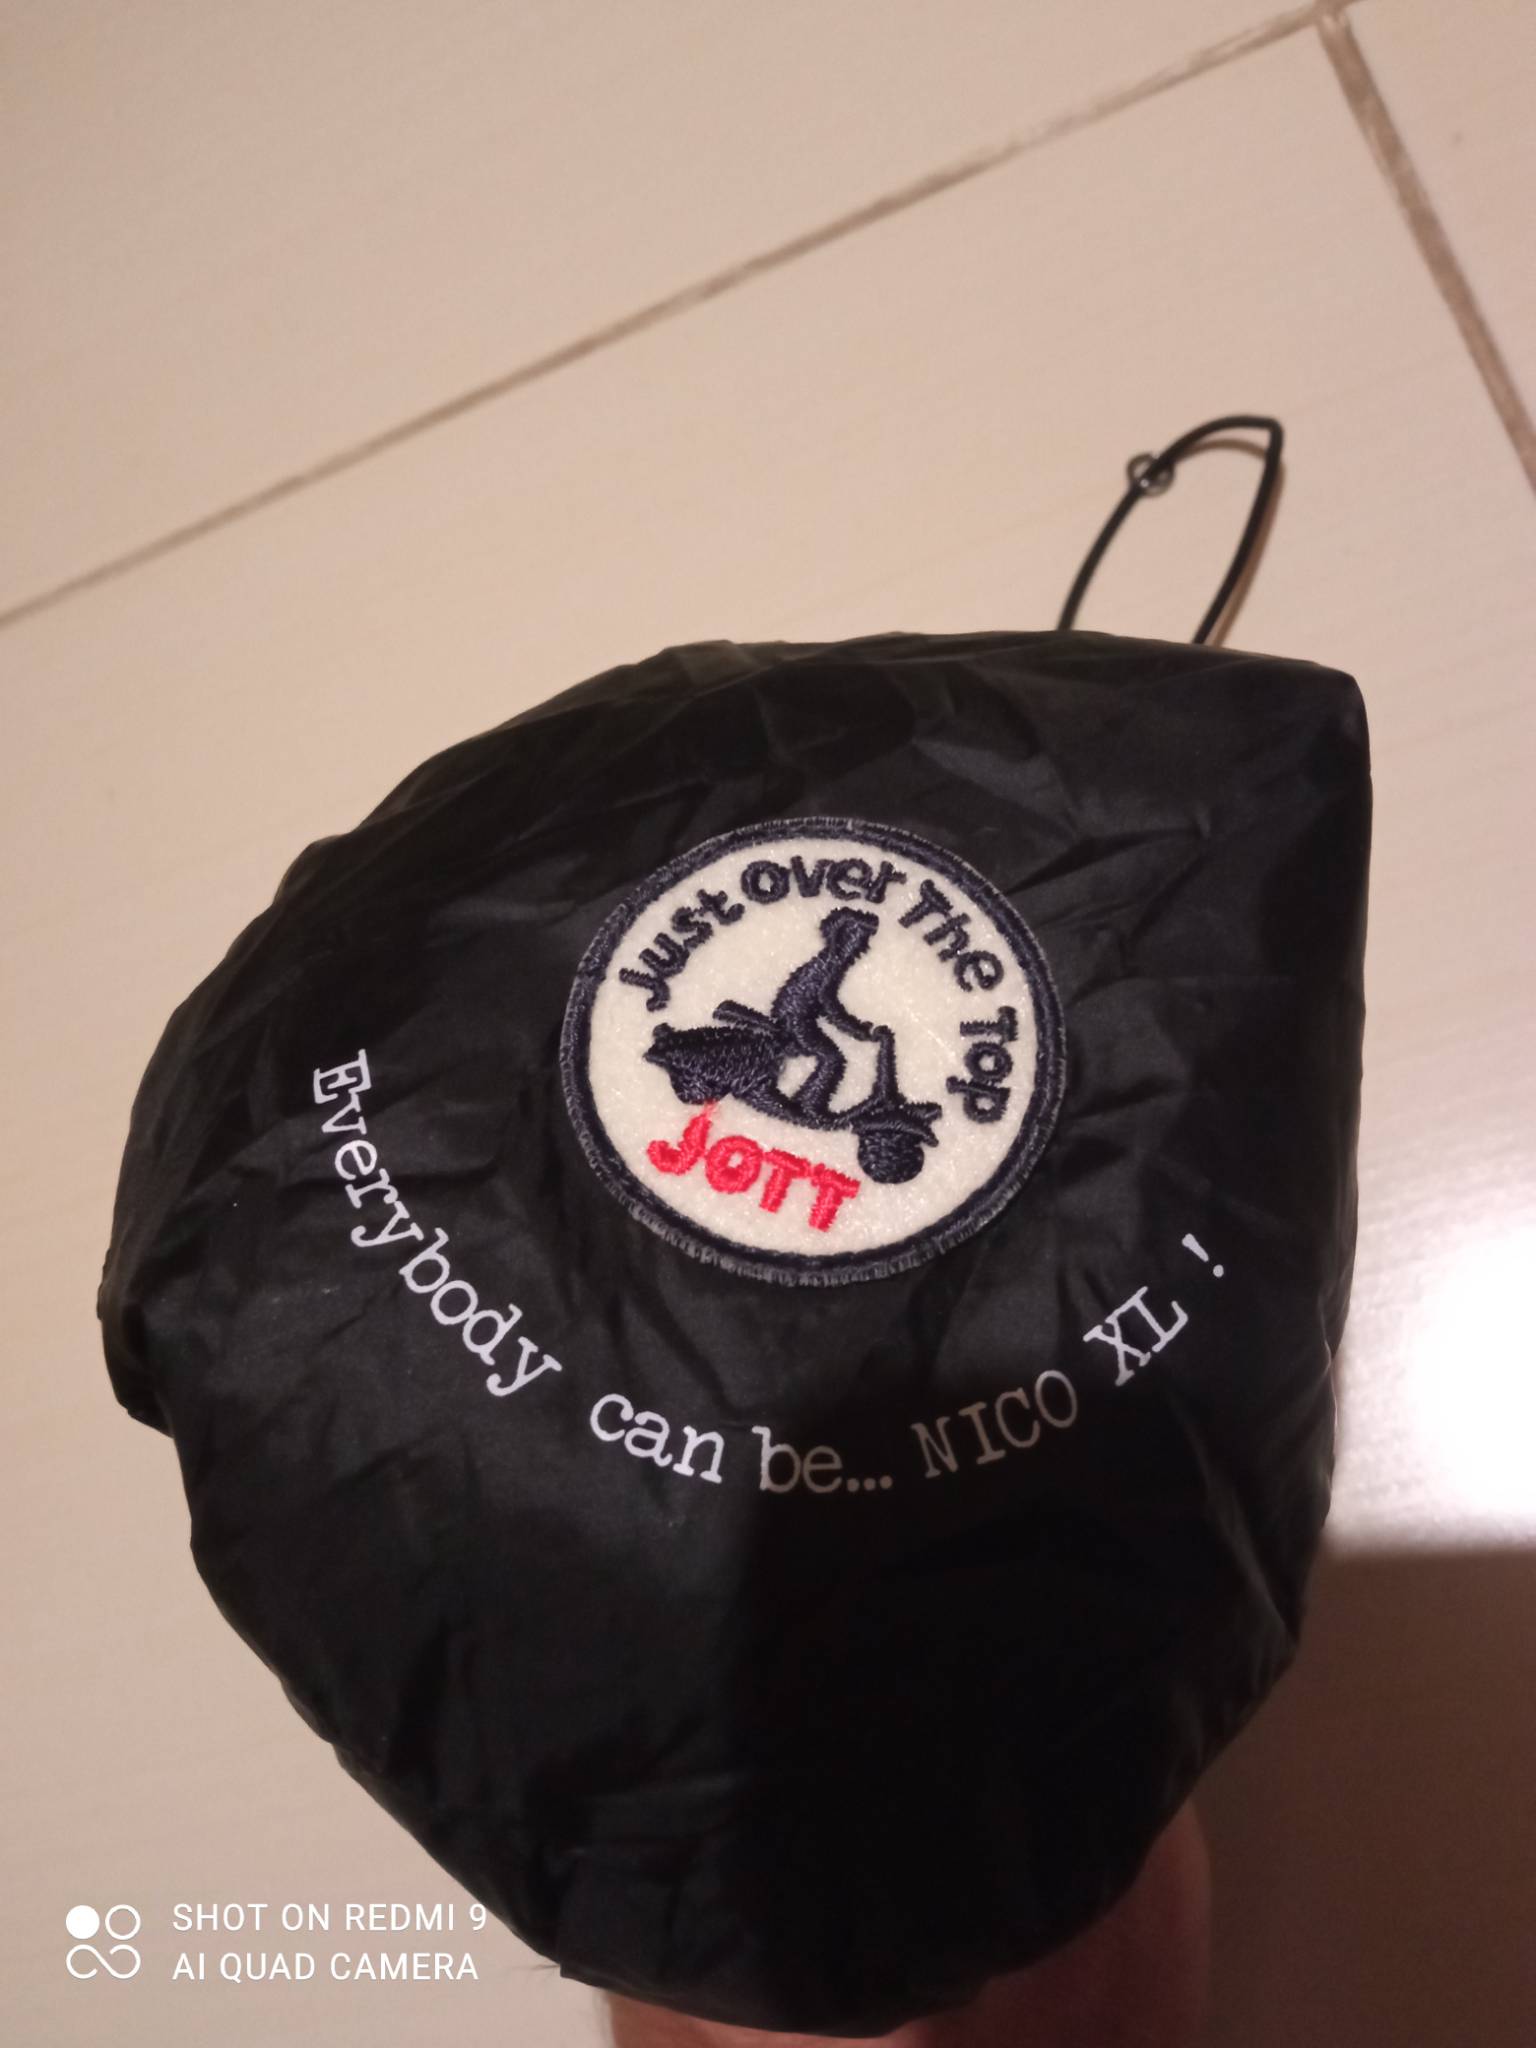 Just Over The Top
JOTT
Everybody can be... NICO XL !
SHOT ON REDMI 9
AI QUAD CAMERA